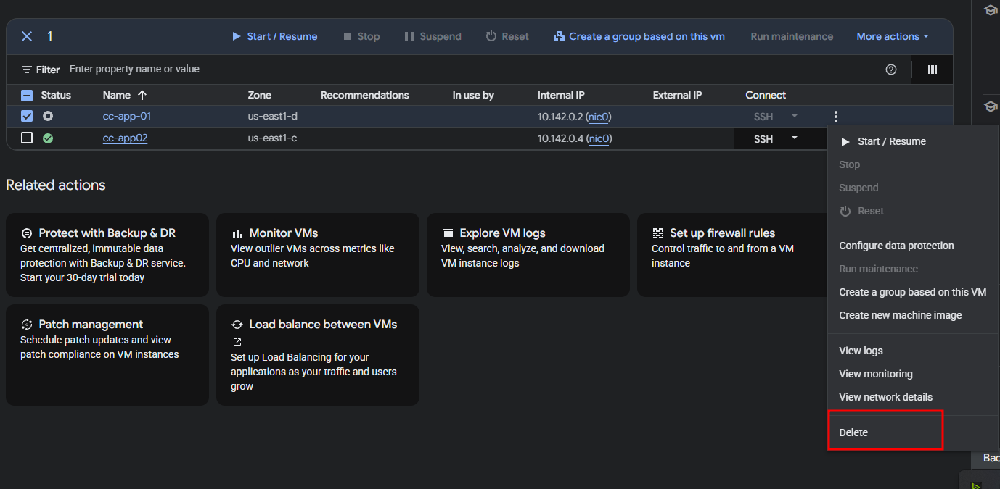 1 Start / Resume Stop Suspend Reset Create a group based on this vm Run maintenance More actions
Filter Enter property name or value
Status Name Zone Recommendations In use by Internal IP External IP Connect
cc-app-01 us-east1-d 10.142.0.2 (nic0) SSH
cc-app02 us-east1-c 10.142.0.4 (nic0) SSH
Start / Resume
Stop
Suspend
Reset
Configure data protection
Run maintenance
Create a group based on this VM
Create new machine image
View logs
View monitoring
View network details
Delete
Related actions
Protect with Backup & DR
Get centralized, immutable data
protection with Backup & DR service.
Start your 30-day trial today
Monitor VMs
View outlier VMs across metrics like
CPU and network
Explore VM logs
View, search, analyze, and download
VM instance logs
Set up firewall rules
Control traffic to and from a VM
instance
Patch management
Schedule patch updates and view
patch compliance on VM instances
Load balance between VMs
Set up Load Balancing for your
applications as your traffic and users
grow